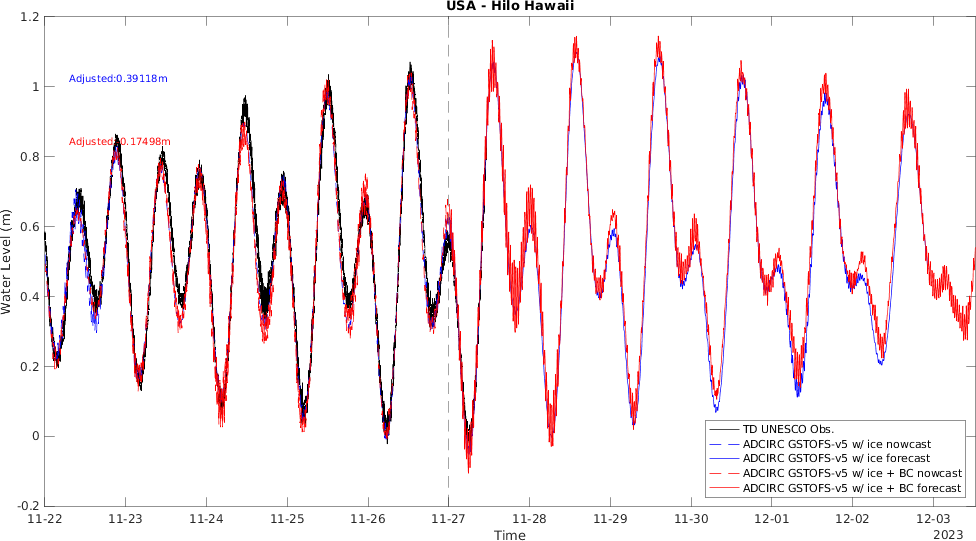 USA - Hilo Hawaii
1.2
1
0.8
0.6
0.4
0.2
0
-0.2
Water Level (m)
Adjusted:0.39118m
Adjusted:0.17498m
TD UNESCO Obs.
ADCIRC GSTOFS-v5 w/ ice nowcast
ADCIRC GSTOFS-v5 w/ ice forecast
ADCIRC GSTOFS-v5 w/ ice + BC nowcast
ADCIRC GSTOFS-v5 w/ ice + BC forecast
11-22 11-23 11-24 11-25 11-26 11-27 11-28 11-29 11-30 12-01 12-02 12-03
Time
2023